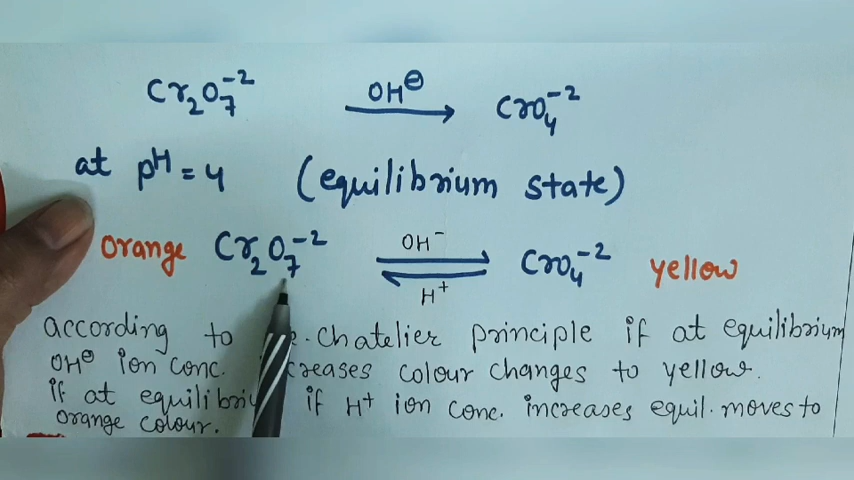 Cr₂O₇⁻² OH⊖ CrO₄⁻²
at pH = 4 (equilibrium state)
orange Cr₂O₇⁻² OH⁻ H⁺ CrO₄⁻² yellow
according to .chatelier principle if at equilibrium
OH⊖ ion conc. creases colour changes to yellow.
if at equilibriu if H⁺ ion conc. increases equil. moves to
orange colour.